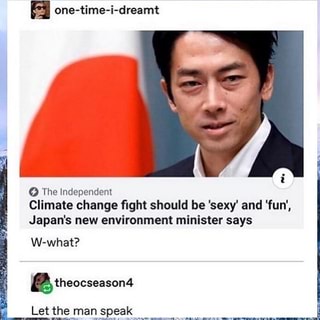 one-time-i-dreamt
i
The Independent
Climate change fight should be 'sexy' and 'fun',
Japan's new environment minister says
W-what?
theocseason4
Let the man speak